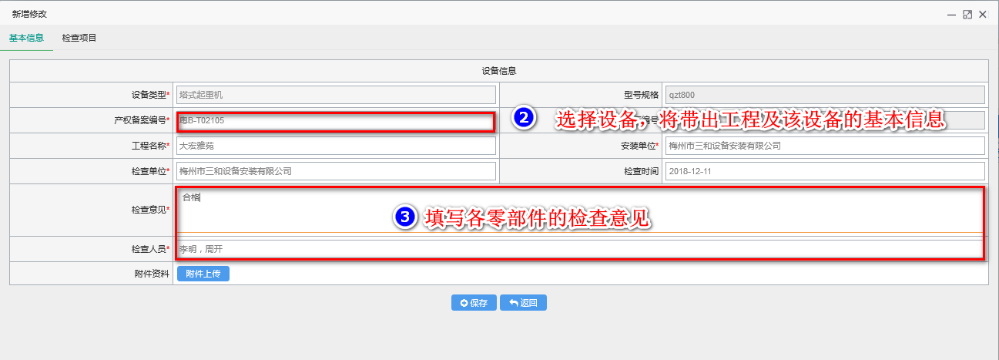 新增修改
基本信息 检查项目
设备信息
设备类型* 塔式起重机 型号规格 qzt800
产权备案编号* 粤B-T02105 编号
② 选择设备，将带出工程及该设备的基本信息
工程名称* 大宏雅苑 安装单位* 梅州市三和设备安装有限公司
检查单位* 梅州市三和设备安装有限公司 检查时间 2018-12-11
检查意见* 合格
③ 填写各零部件的检查意见
检查人员* 李明，周开
附件资料 附件上传
保存 返回